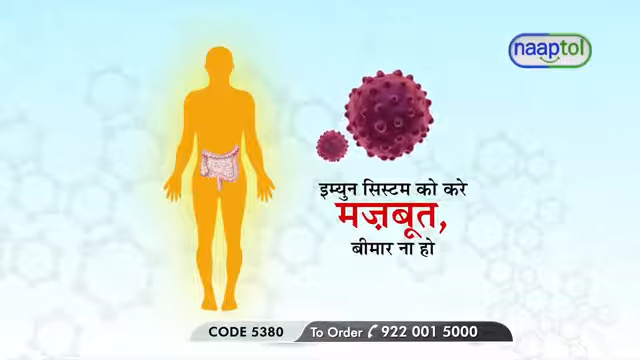 naaptol
इम्युन सिस्टम को करे
मज़बूत,
बीमार ना हो
CODE 5380 To Order 922 001 5000